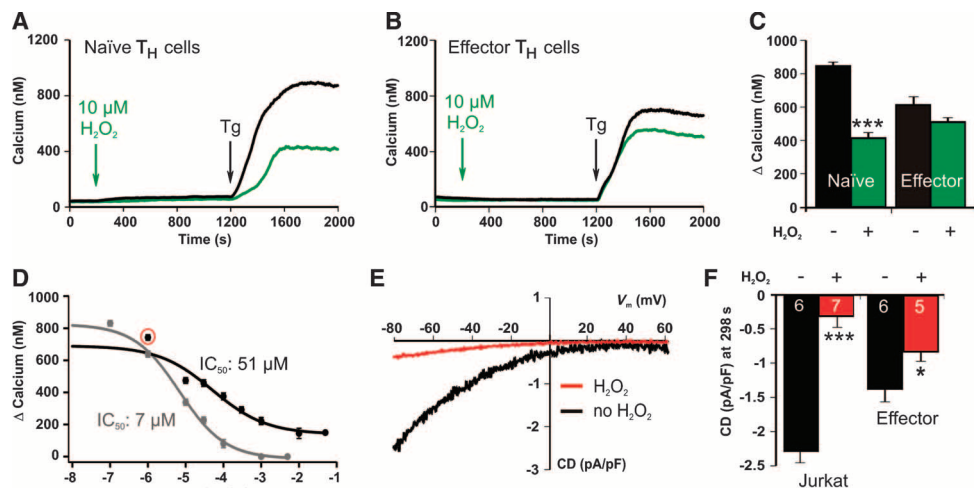 A
1200
800
400
0
Calcium (nM)
Naïve TH cells
10 µM
H2O2
Tg
0 400 800 1200 1600 2000
Time (s)
B
1200
800
400
0
Calcium (nM)
Effector TH cells
10 µM
H2O2
Tg
0 400 800 1200 1600 2000
Time (s)
C
1000
800
600
400
200
0
Δ Calcium (nM)
***
Naïve Effector
H2O2 - + - +
D
1000
800
600
400
200
0
Δ Calcium (nM)
IC50: 51 µM
IC50: 7 µM
-8 -7 -6 -5 -4 -3 -2 -1
E
1
Vm (mV)
-80 -40 0 20 40 60
-1
-2
-3
H2O2
no H2O2
CD (pA/pF)
F
H2O2 - + - +
0
-0.5
-1.0
-1.5
-2.0
-2.5
CD (pA/pF) at 298 s
6 7 6 5
***
*
Effector
Jurkat